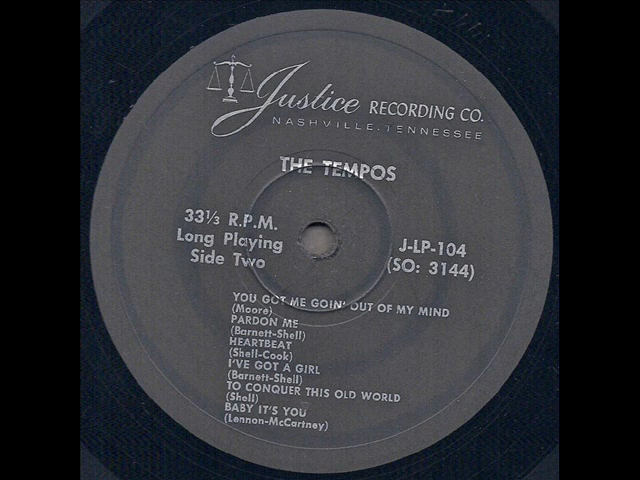 Justice RECORDING CO.
NASHVILLE, TENNESSEE
THE TEMPOS
33⅓ R.P.M.
Long Playing
Side Two
J-LP-104
(SO: 3144)
YOU GOT ME GOIN' OUT OF MY MIND
(Moore)
PARDON ME
(Barnett-Shell)
HEARTBEAT
(Shell-Cook)
I'VE GOT A GIRL
(Barnett-Shell)
TO CONQUER THIS OLD WORLD
(Shell)
BABY IT'S YOU
(Lennon-McCartney)